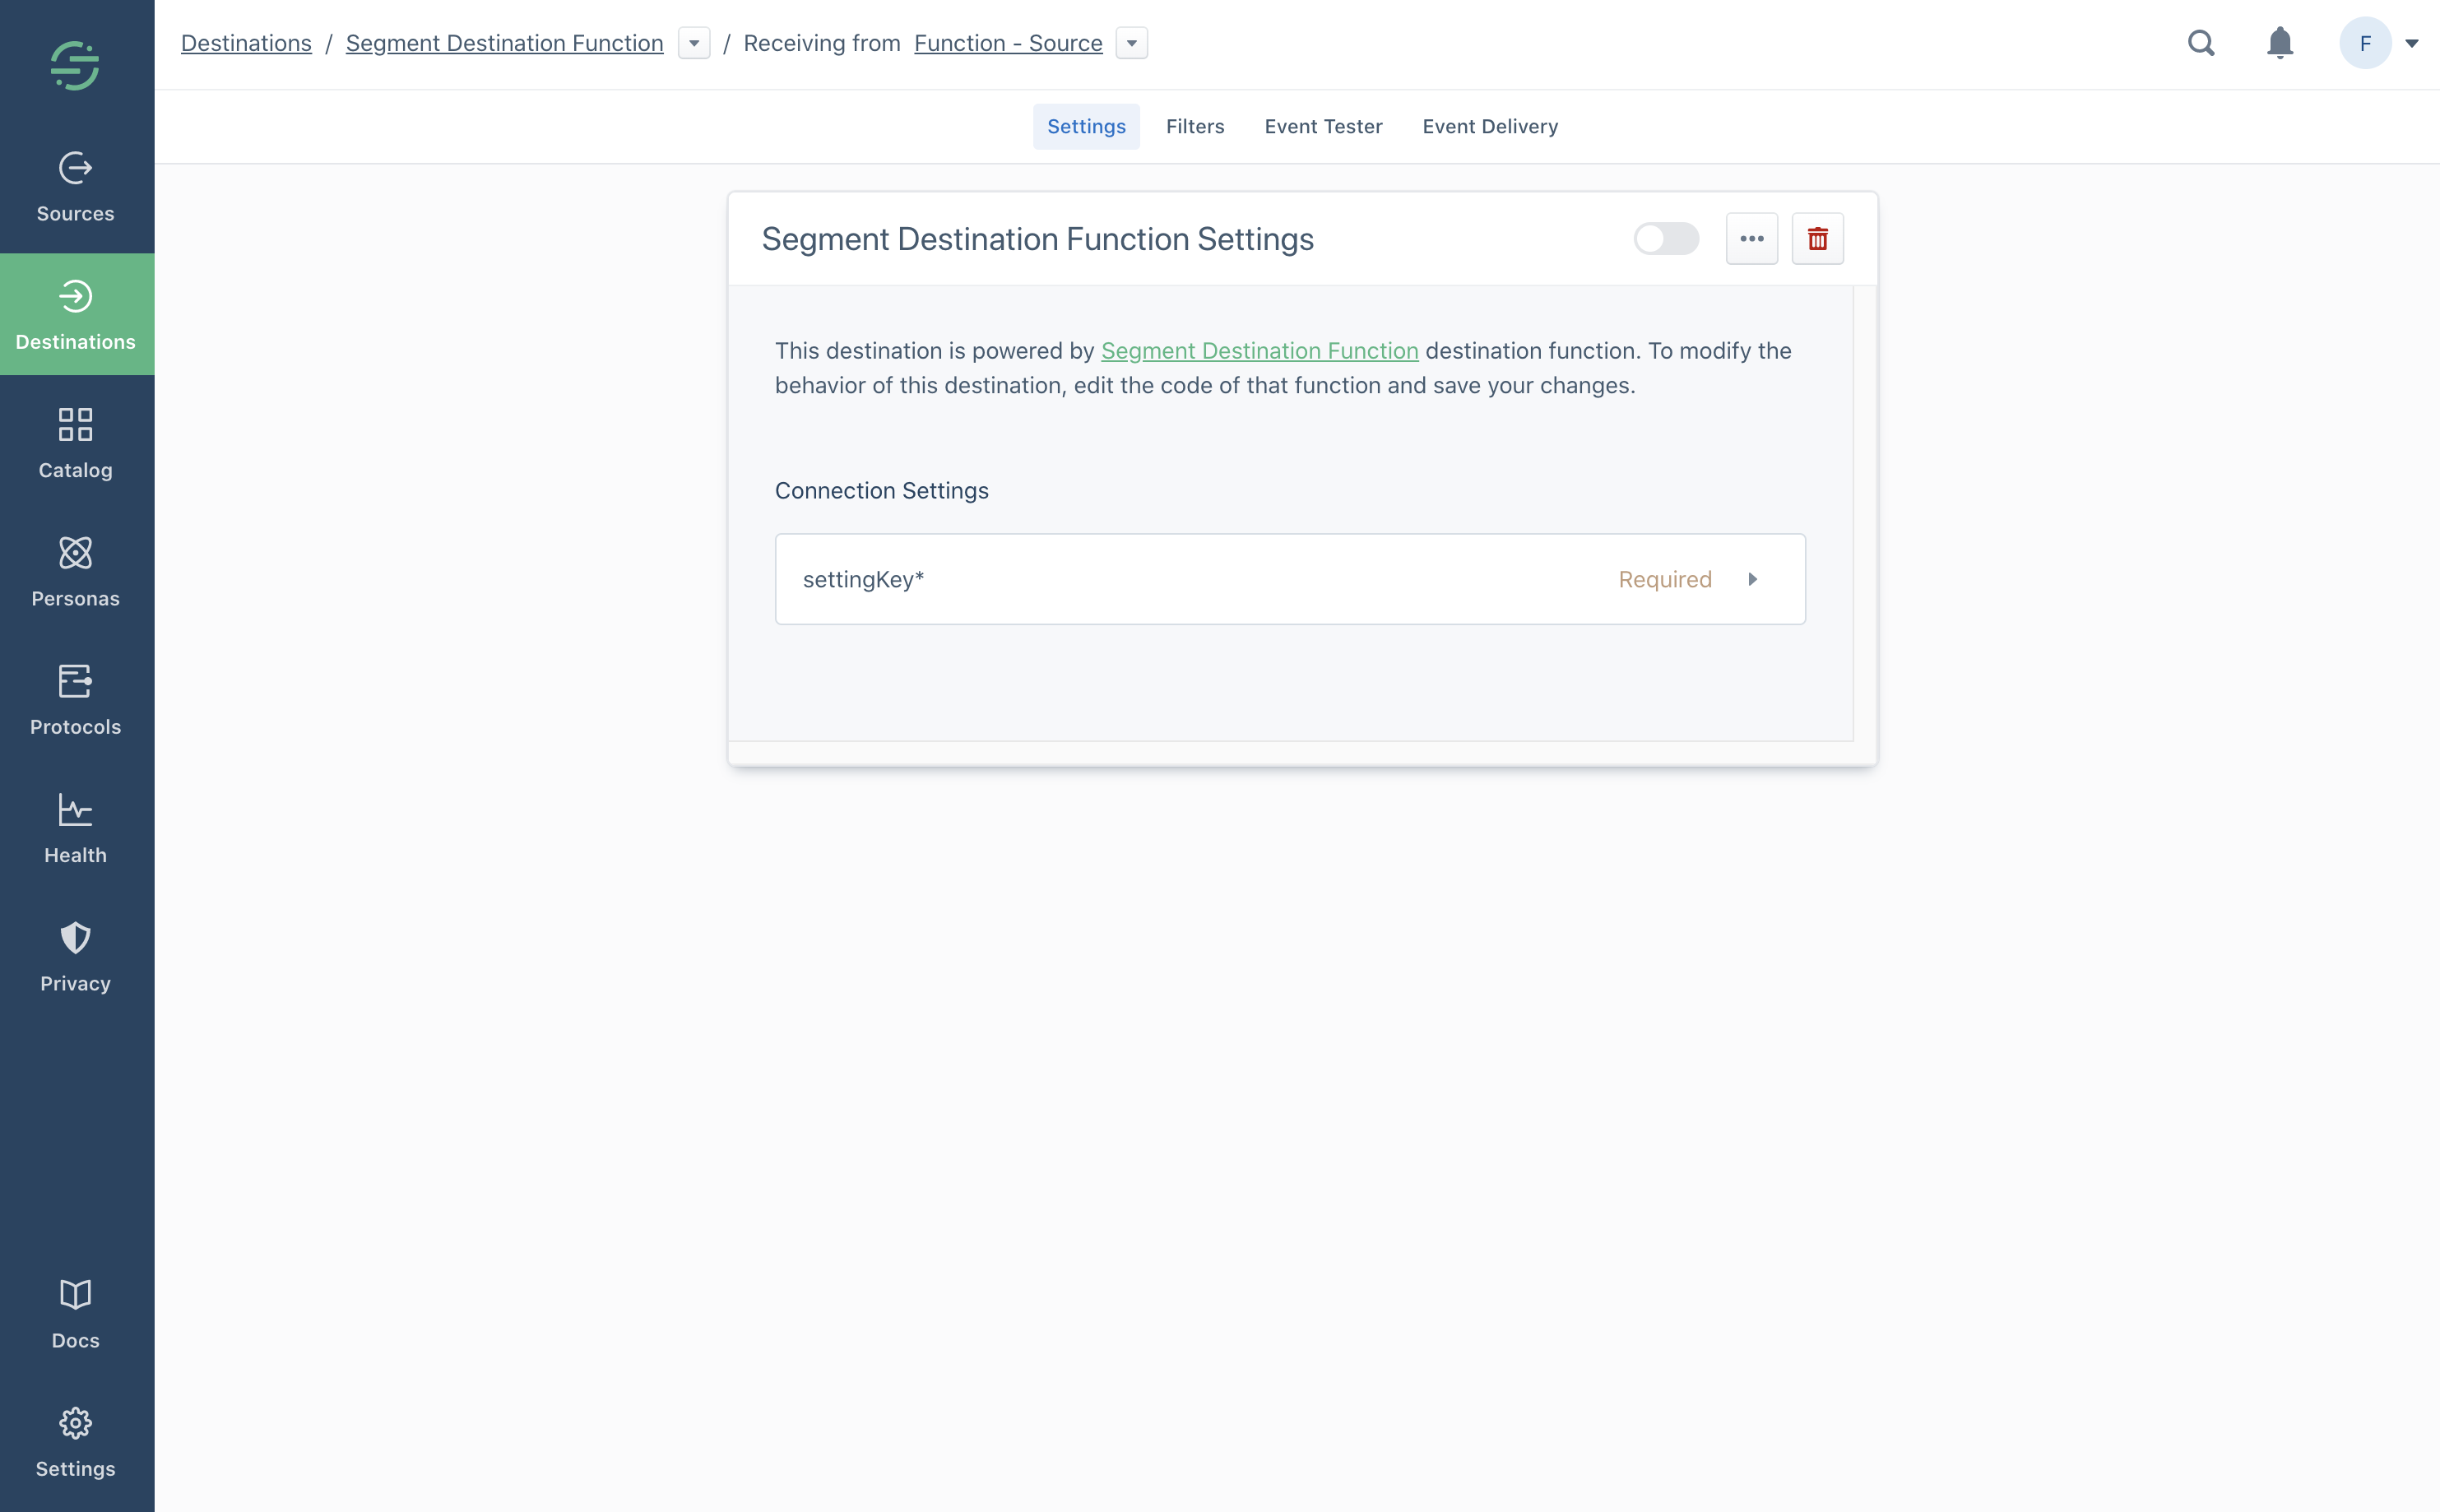 Destinations / Segment Destination Function / Receiving from Function - Source
F
Settings Filters Event Tester Event Delivery
Sources
Destinations
Catalog
Personas
Protocols
Health
Privacy
Docs
Settings
Segment Destination Function Settings
This destination is powered by Segment Destination Function destination function. To modify the
behavior of this destination, edit the code of that function and save your changes.
Connection Settings
settingKey* Required